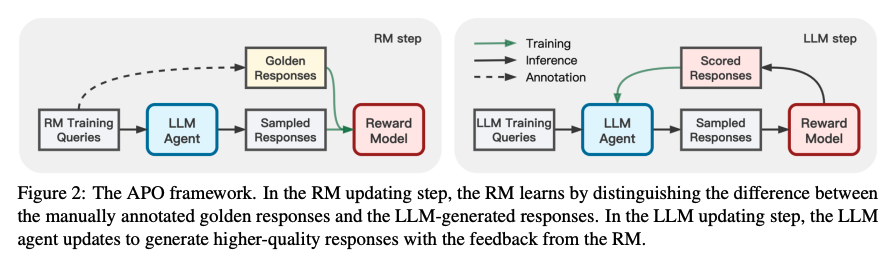 RM step
Golden
Responses
RM Training
Queries
LLM
Agent
Sampled
Responses
Reward
Model
LLM step
Training
Inference
Annotation
Scored
Responses
LLM Training
Queries
LLM
Agent
Sampled
Responses
Reward
Model
Figure 2: The APO framework. In the RM updating step, the RM learns by distinguishing the difference between
the manually annotated golden responses and the LLM-generated responses. In the LLM updating step, the LLM
agent updates to generate higher-quality responses with the feedback from the RM.